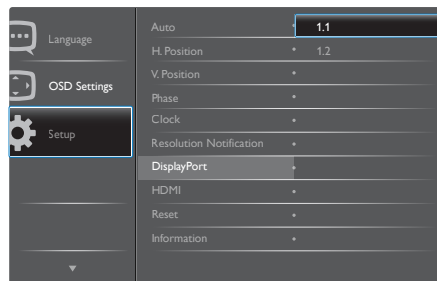 Language
OSD Settings
Setup
Auto
H. Position
V. Position
Phase
Clock
Resolution Notification
DisplayPort
HDMI
Reset
Information
1.1
1.2